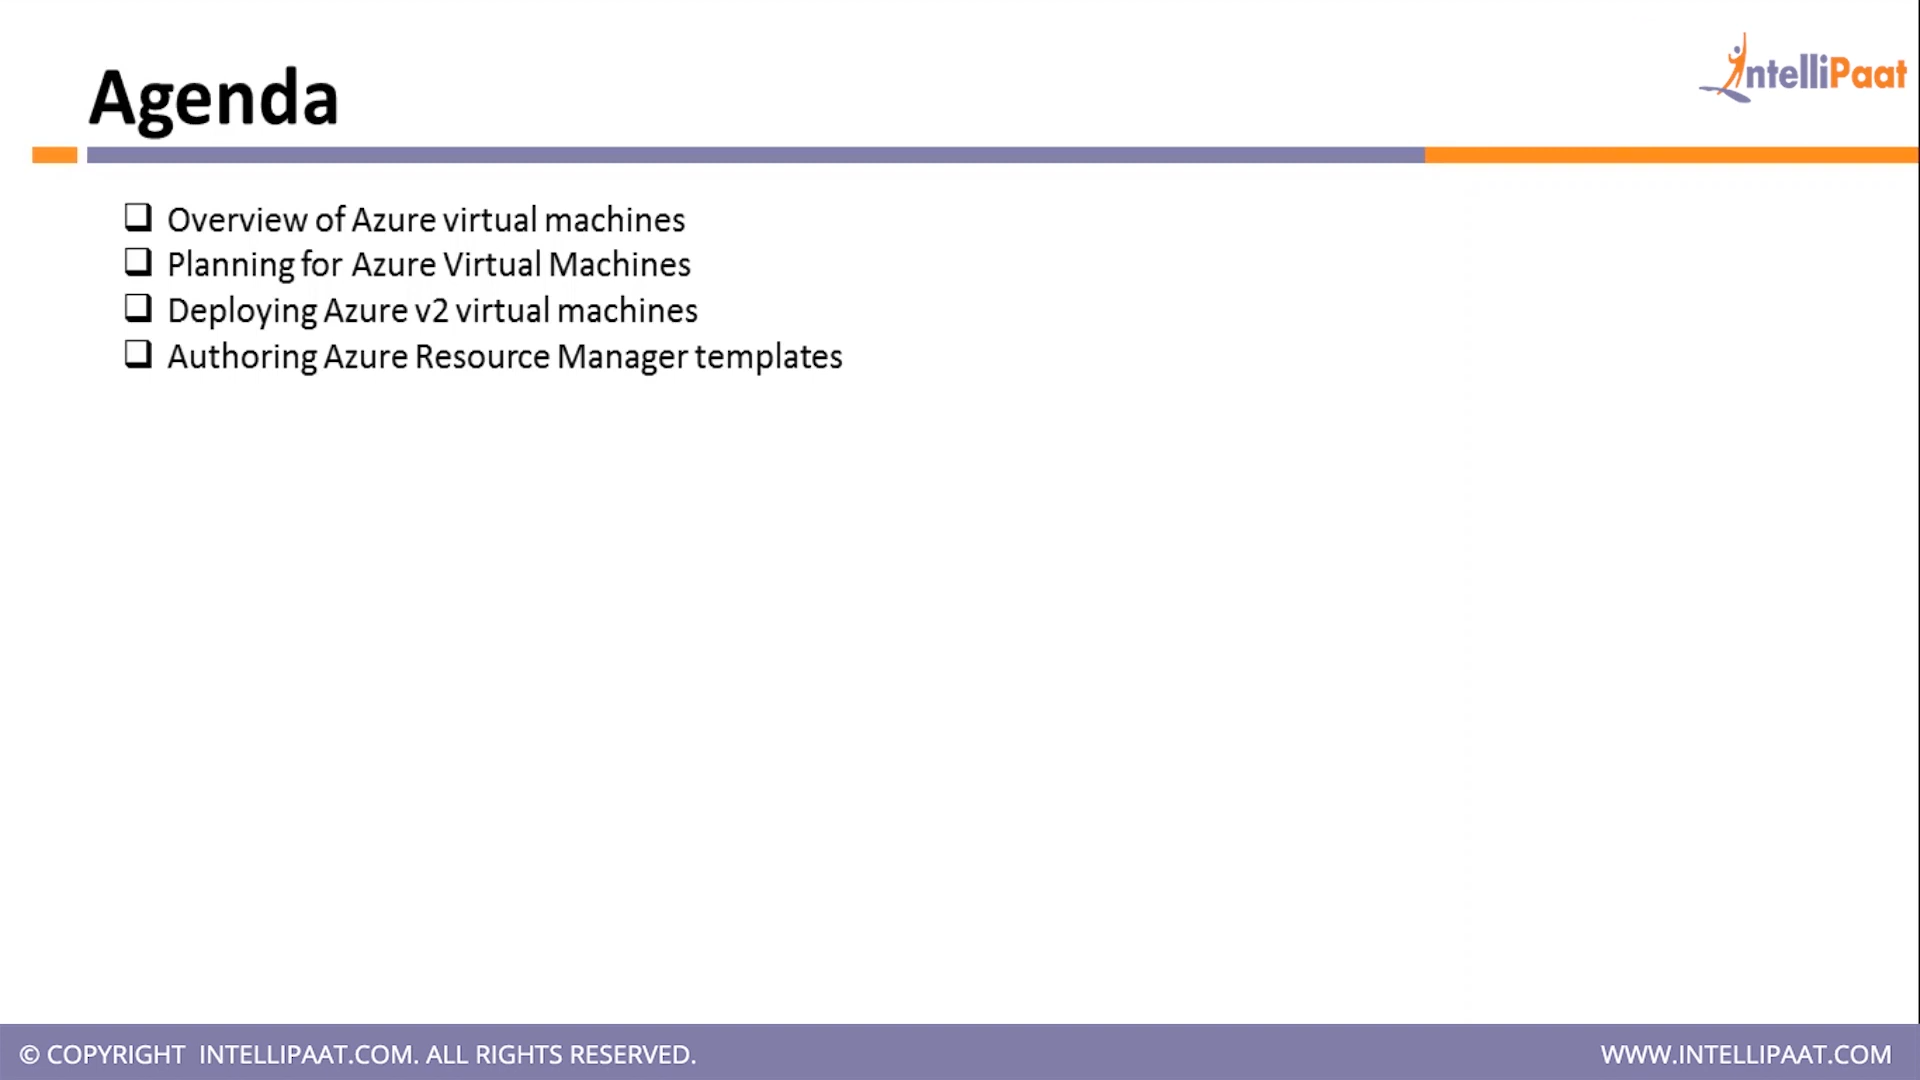 Agenda
IntelliPaat
Overview of Azure virtual machines
Planning for Azure Virtual Machines
Deploying Azure v2 virtual machines
Authoring Azure Resource Manager templates
© COPYRIGHT INTELLIPAAT.COM. ALL RIGHTS RESERVED.
WWW.INTELLIPAAT.COM